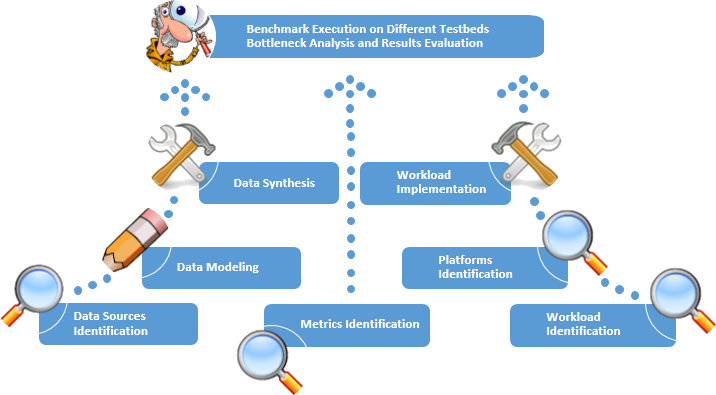 Benchmark Execution on Different Testbeds
Bottleneck Analysis and Results Evaluation
Data Synthesis
Workload
Implementation
Data Modeling
Platforms
Identification
Data Sources
Identification
Metrics Identification
Workload
Identification